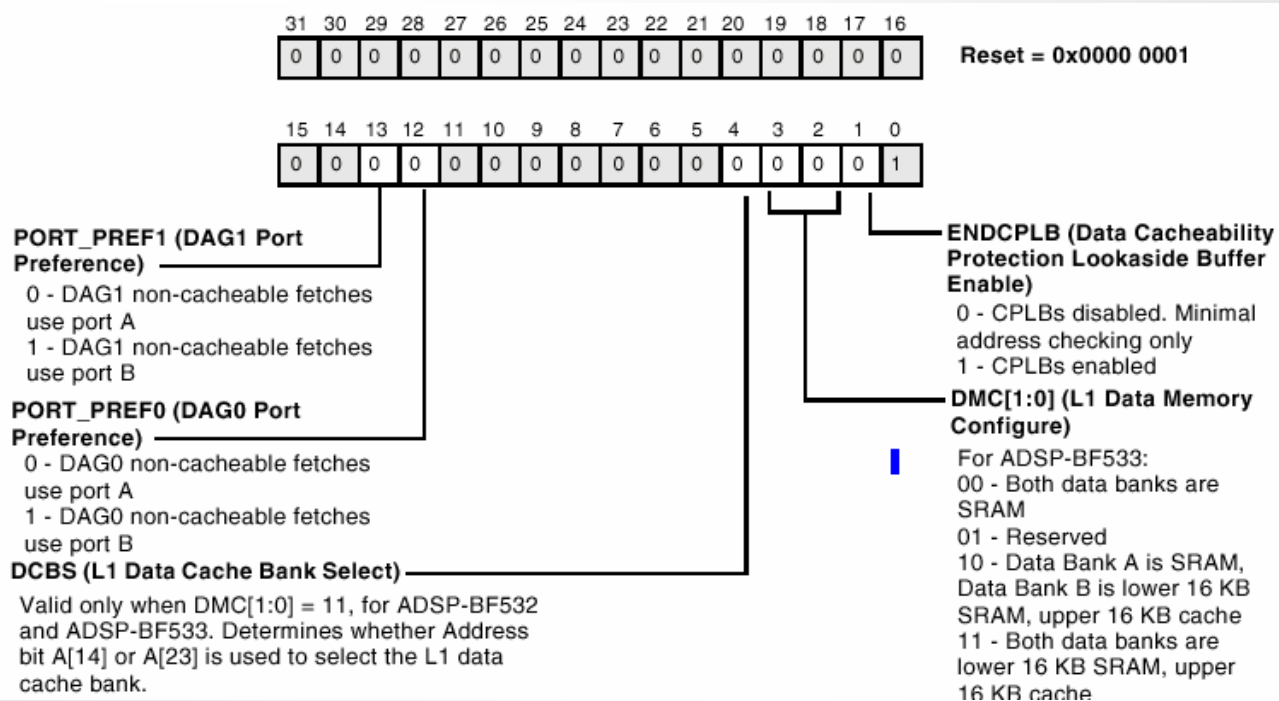 31 30 29 28 27 26 25 24 23 22 21 20 19 18 17 16
0 0 0 0 0 0 0 0 0 0 0 0 0 0 0 0
Reset = 0x0000 0001
15 14 13 12 11 10 9 8 7 6 5 4 3 2 1 0
0 0 0 0 0 0 0 0 0 0 0 0 0 0 0 1
PORT_PREF1 (DAG1 Port
Preference)
0 - DAG1 non-cacheable fetches
use port A
1 - DAG1 non-cacheable fetches
use port B
PORT_PREF0 (DAG0 Port
Preference)
0 - DAG0 non-cacheable fetches
use port A
1 - DAG0 non-cacheable fetches
use port B
DCBS (L1 Data Cache Bank Select)
Valid only when DMC[1:0] = 11, for ADSP-BF532
and ADSP-BF533. Determines whether Address
bit A[14] or A[23] is used to select the L1 data
cache bank.
ENDCPLB (Data Cacheability
Protection Lookaside Buffer
Enable)
0 - CPLBs disabled. Minimal
address checking only
1 - CPLBs enabled
DMC[1:0] (L1 Data Memory
Configure)
For ADSP-BF533:
00 - Both data banks are
SRAM
01 - Reserved
10 - Data Bank A is SRAM,
Data Bank B is lower 16 KB
SRAM, upper 16 KB cache
11 - Both data banks are
lower 16 KB SRAM, upper
16 KB cache